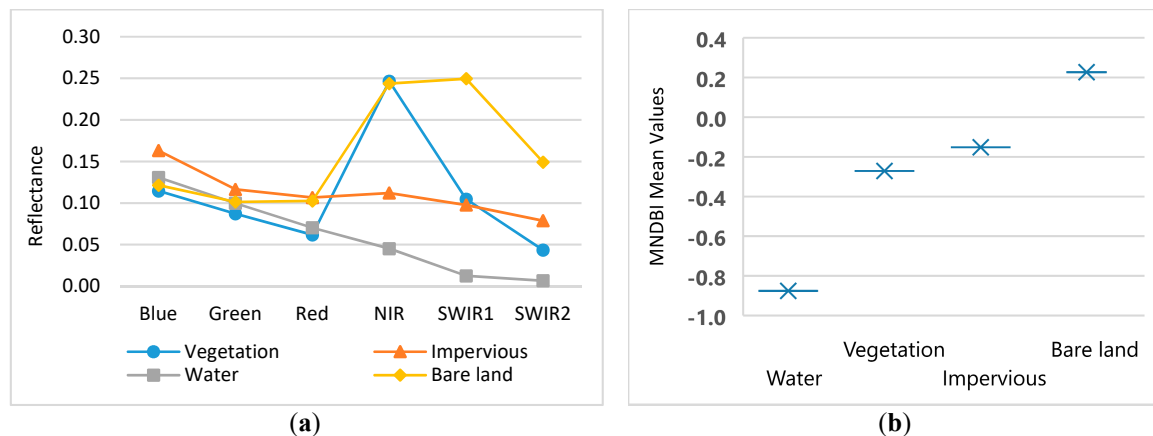 0.30
0.25
0.20
0.15
0.10
0.05
0.00
Reflectance
Blue Green Red NIR SWIR1 SWIR2
Vegetation Impervious
Water Bare land
(a)
0.4
0.2
0.0
-0.2
-0.4
-0.6
-0.8
-1.0
MNDBI Mean Values
Vegetation Bare land
Water Impervious
(b)